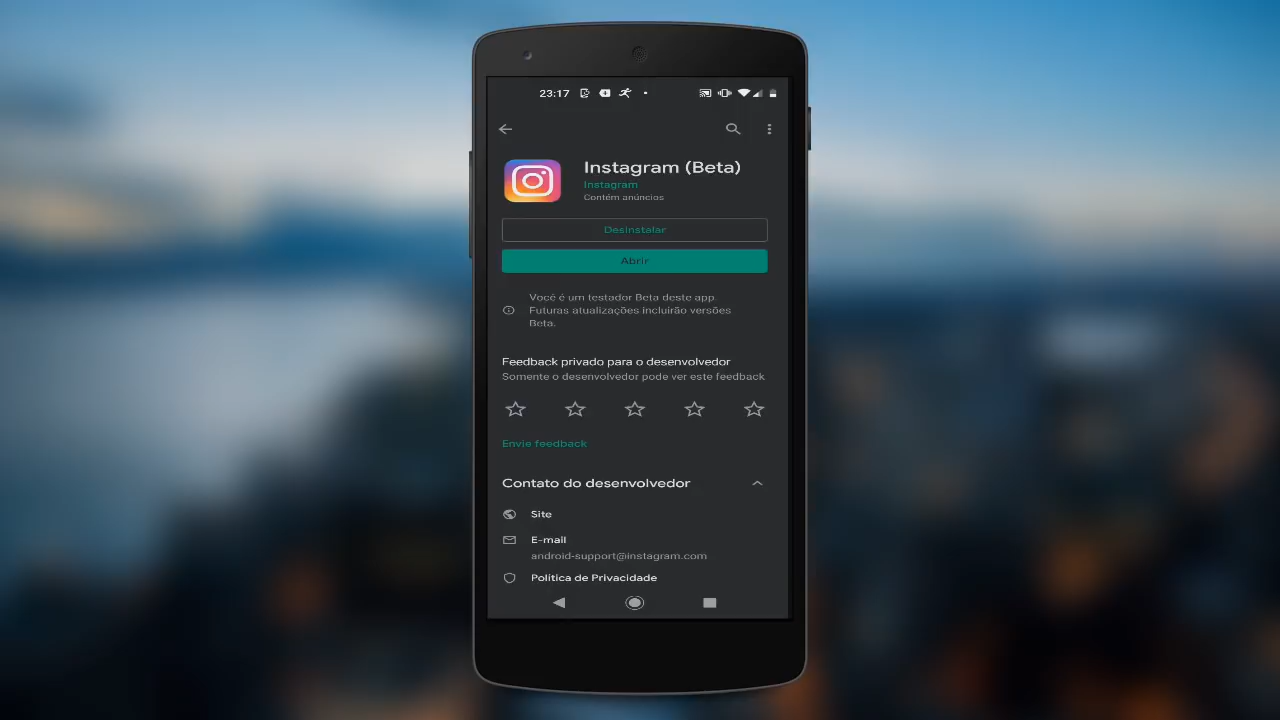 23:17
Instagram (Beta)
Instagram
Contém anúncios
Desinstalar
Abrir
Você é um testador Beta deste app.
Futuras atualizações incluirão versões
Beta.
Feedback privado para o desenvolvedor
Somente o desenvolvedor pode ver este feedback.
Envie feedback
Contato do desenvolvedor
Site
E-mail
android-support@instagram.com
Política de Privacidade